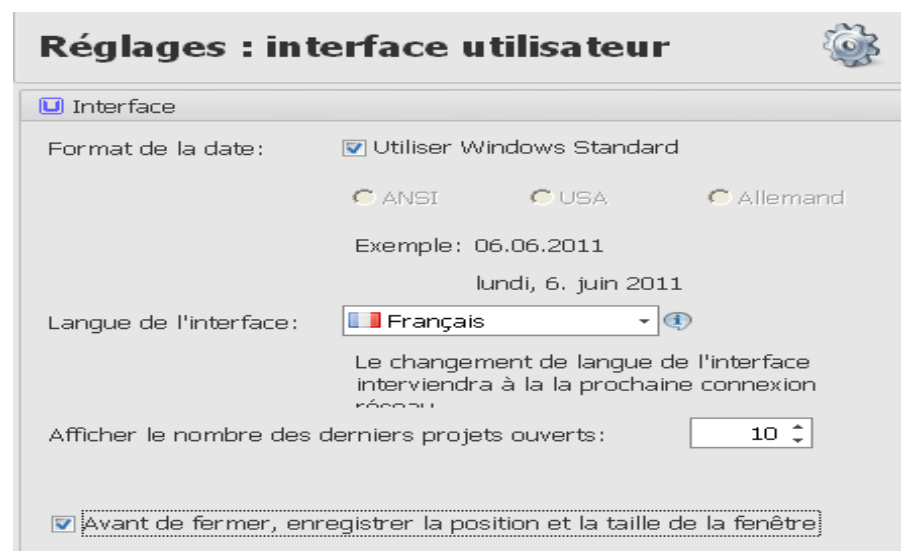 Réglages : interface utilisateur
Interface
Format de la date:
Utiliser Windows Standard
ANSI
USA
Allemand
Exemple: 06.06.2011
lundi, 6. juin 2011
Langue de l'interface:
Français
Le changement de langue de l'interface
interviendra à la la prochaine connexion
réseau
Afficher le nombre des derniers projets ouverts:
10
Avant de fermer, enregistrer la position et la taille de la fenêtre